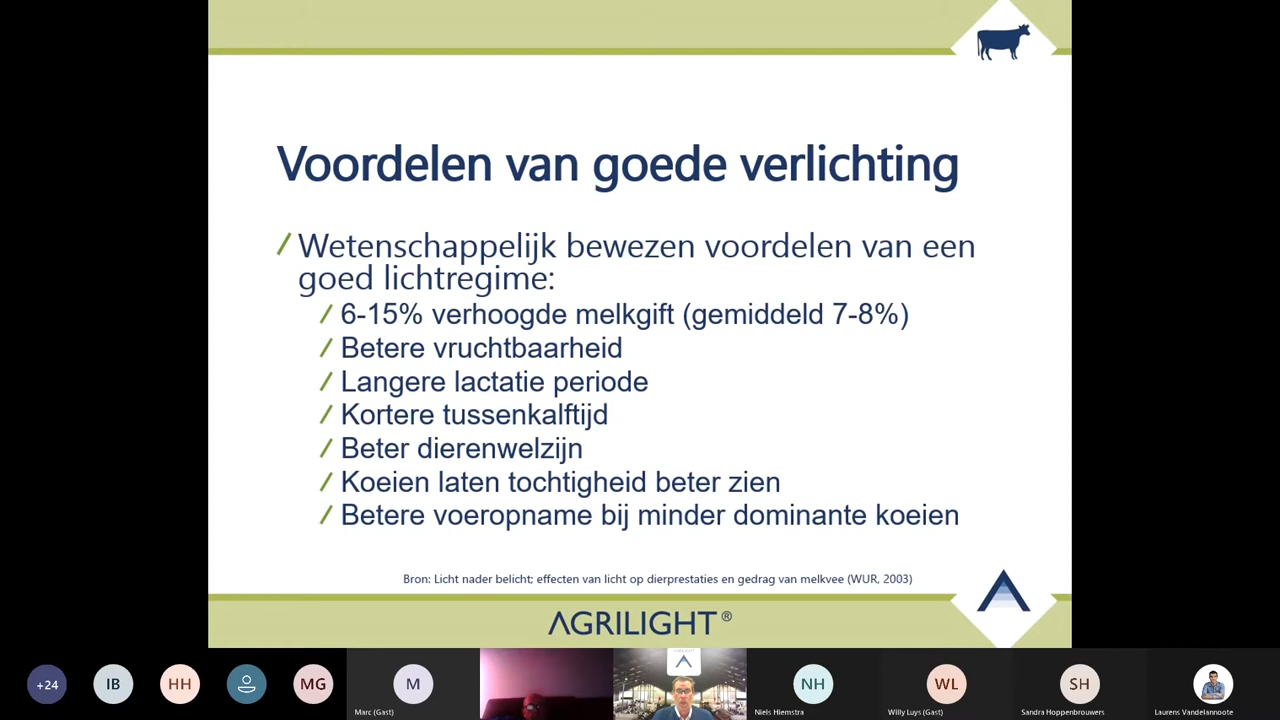 Voordelen van goede verlichting
Wetenschappelijk bewezen voordelen van een
goed lichtregime:
6-15% verhoogde melkgift (gemiddeld 7-8%)
Betere vruchtbaarheid
Langere lactatie periode
Kortere tussenkalftijd
Beter dierenwelzijn
Koeien laten tochtigheid beter zien
Betere voeropname bij minder dominante koeien
Bron: Licht nader belicht; effecten van licht op dierprestaties en gedrag van melkvee (WUR, 2003)
AGRILIGHT®
+24
IB
HH
MG
M
NH
WL
SH
Marc (Gast)
Niels Hiemstra
Willy Luys (Gast)
Sandra Hoppenbrouwers
Laurens Vandelannoote